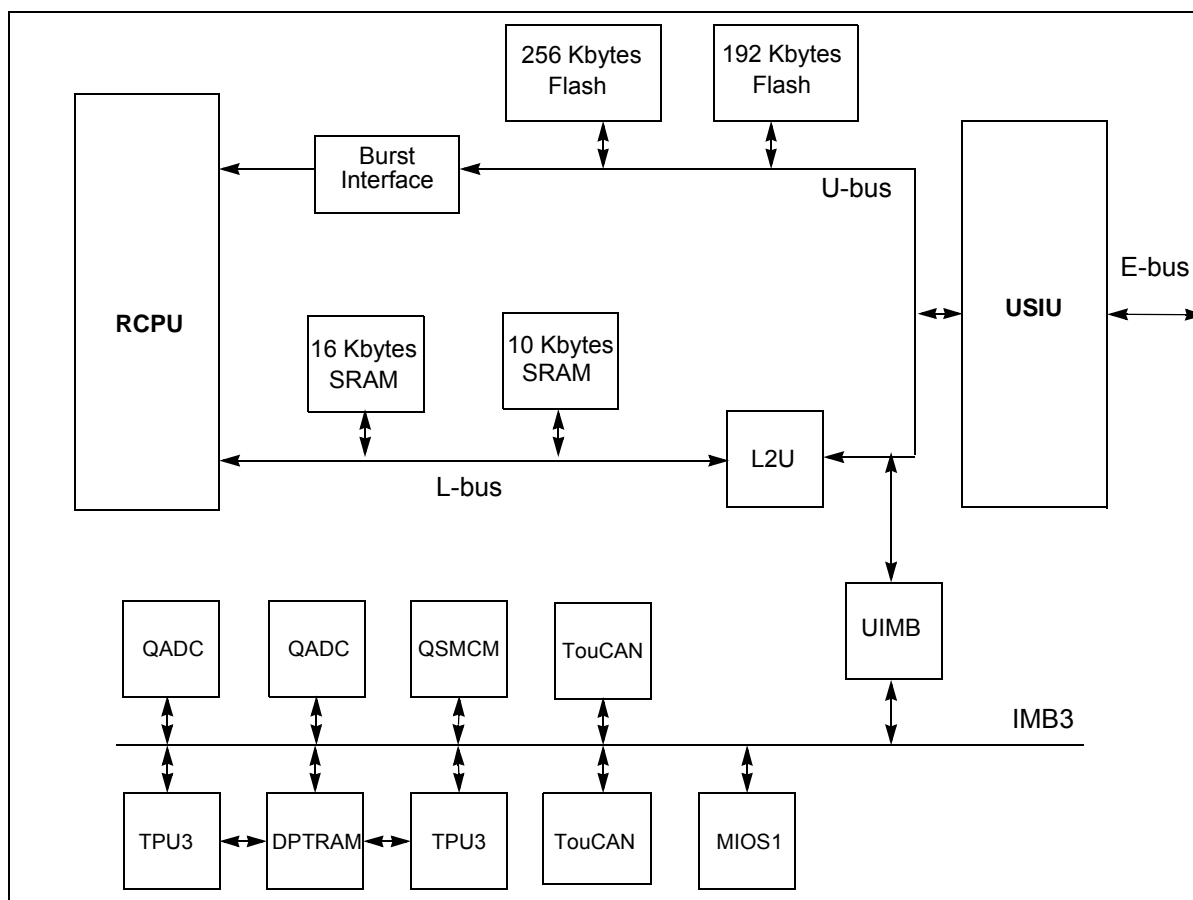 256 Kbytes
Flash
192 Kbytes
Flash
Burst
Interface
U-bus
E-bus
RCPU
USIU
16 Kbytes
SRAM
10 Kbytes
SRAM
L2U
L-bus
UIMB
QADC
QADC
QSMCM
TouCAN
IMB3
TPU3
DPTRAM
TPU3
TouCAN
MIOS1